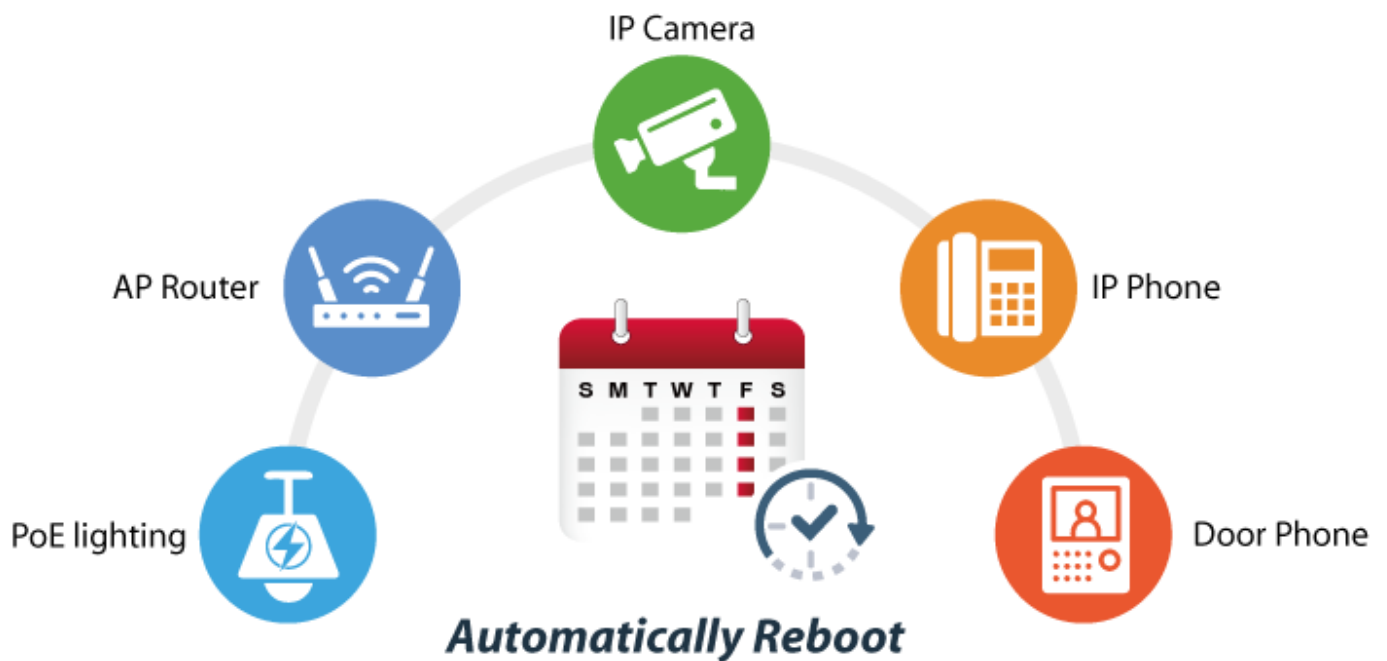 IP Camera
AP Router
IP Phone
S M T W T F S
PoE lighting
Door Phone
Automatically Reboot